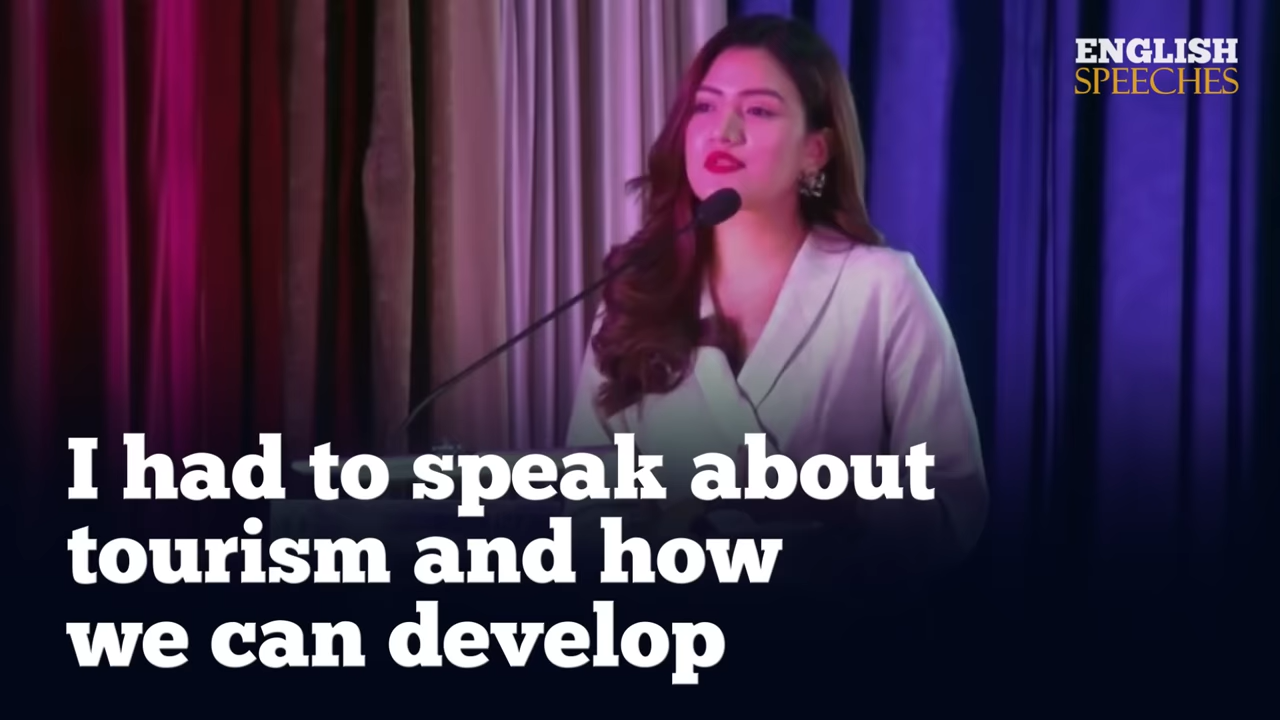 ENGLISH
SPEECHES
I had to speak about
tourism and how
we can develop